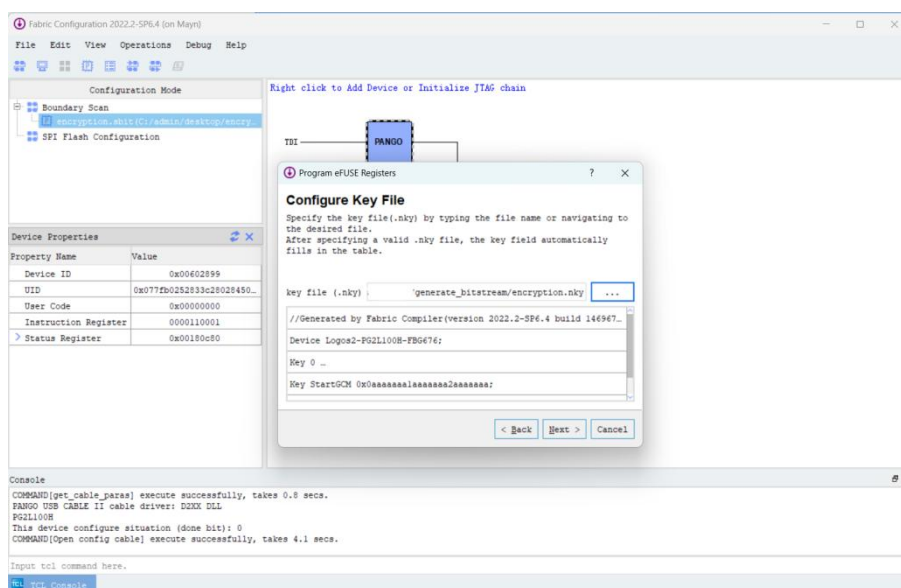 Fabric Configuration 2022.2-SP6.4 (on Mayn)
File Edit View Operations Debug Help
Configuration Mode
Boundary Scan
encryption.sbit(C:/admin/desktop/encry...
SPI Flash Configuration
Right click to Add Device or Initialize JTAG chain
TDI
PANGO
Program eFUSE Registers ?
Configure Key File
Specify the key file(.nky) by typing the file name or navigating to
the desired file.
After specifying a valid .nky file, the key field automatically
fills in the table.
key file (.nky) 'generate_bitstream/encryption.nky ...
//Generated by Fabric Compiler(version 2022.2-SP6.4 build 146967...
Device Logos2-PG2L100H-FBG676;
Key 0 …
Key StartGCM 0x0aaaaaaa1aaaaaaa2aaaaaaa;
< Back Next > Cancel
Device Properties
Property Name Value
Device ID 0x00602899
UID 0x077fb0252833c28028450...
User Code 0x00000000
Instruction Register 0000110001
Status Register 0x00180c80
Console
COMMAND[get_cable_paras] execute successfully, takes 0.8 secs.
PANGO USB CABLE II cable driver: D2XX DLL
PG2L100H
This device configure situation (done bit): 0
COMMAND[Open config cable] execute successfully, takes 4.1 secs.
Input tcl command here.
TCL TCL Console